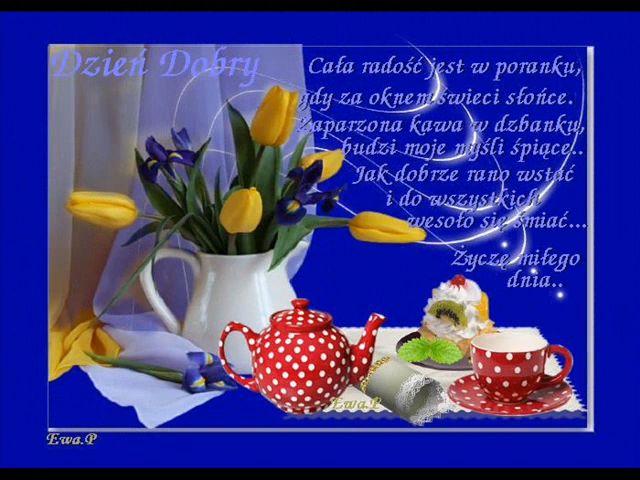 Dzień Dobry
Cała radość jest w poranku,
gdy za oknem świeci słońce.
Zaparzona kawa w dzbanku,
budzi moje myśli śpiące..
Jak dobrze rano wstać
i do wszystkich
wesoło się śmiać...
Życzę miłego
dnia..
Ewa.P
Ewa.P